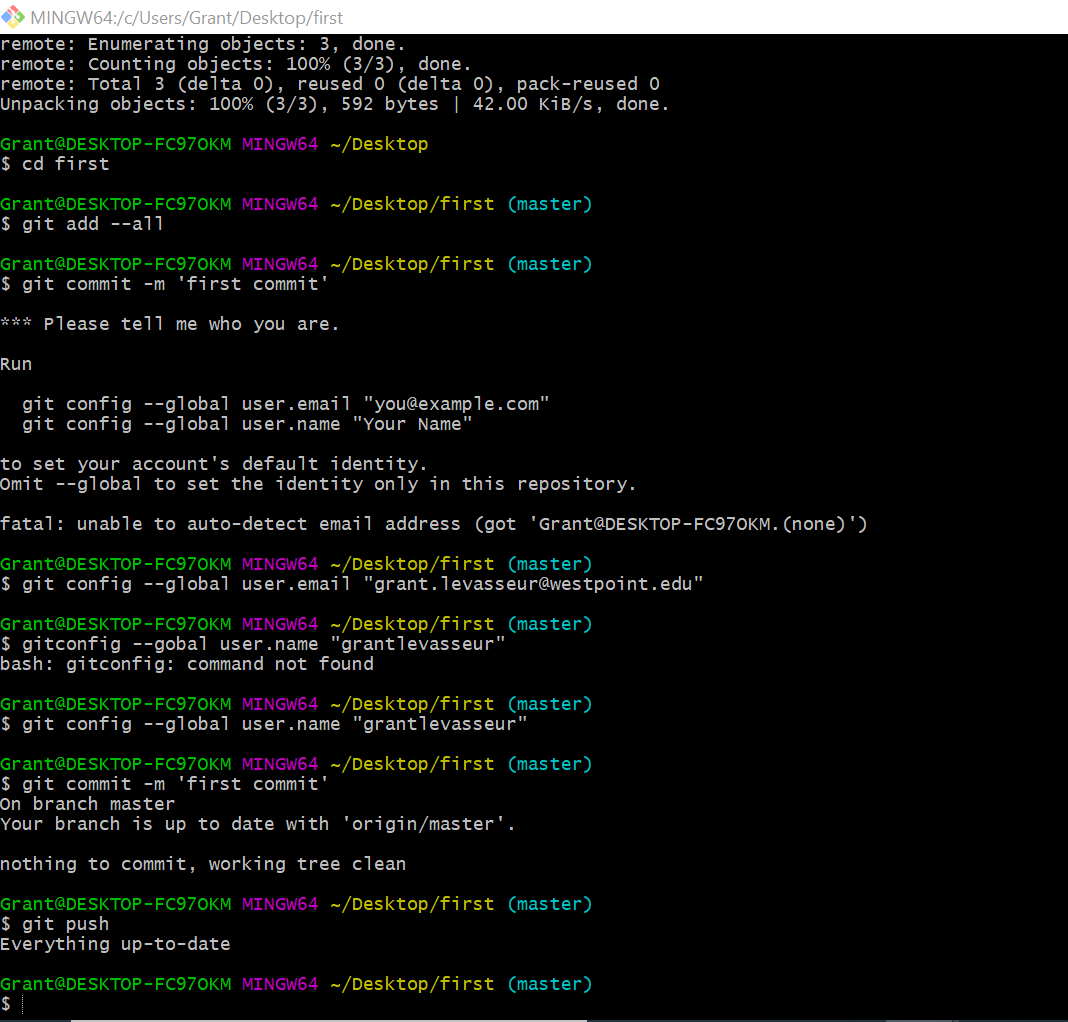 MINGW64:/c/Users/Grant/Desktop/first
remote: Enumerating objects: 3, done.
remote: Counting objects: 100% (3/3), done.
remote: Total 3 (delta 0), reused 0 (delta 0), pack-reused 0
Unpacking objects: 100% (3/3), 592 bytes | 42.00 KiB/s, done.
Grant@DESKTOP-FC97OKM MINGW64 ~/Desktop
$ cd first
Grant@DESKTOP-FC97OKM MINGW64 ~/Desktop/first (master)
$ git add --all
Grant@DESKTOP-FC97OKM MINGW64 ~/Desktop/first (master)
$ git commit -m 'first commit'
*** Please tell me who you are.
Run
git config --global user.email "you@example.com"
git config --global user.name "Your Name"
to set your account's default identity.
Omit --global to set the identity only in this repository.
fatal: unable to auto-detect email address (got 'Grant@DESKTOP-FC97OKM.(none)')
Grant@DESKTOP-FC97OKM MINGW64 ~/Desktop/first (master)
$ git config --global user.email "grant.levasseur@westpoint.edu"
Grant@DESKTOP-FC97OKM MINGW64 ~/Desktop/first (master)
$ gitconfig --gobal user.name "grantlevasseur"
bash: gitconfig: command not found
Grant@DESKTOP-FC97OKM MINGW64 ~/Desktop/first (master)
$ git config --global user.name "grantlevasseur"
Grant@DESKTOP-FC97OKM MINGW64 ~/Desktop/first (master)
$ git commit -m 'first commit'
On branch master
Your branch is up to date with 'origin/master'.
nothing to commit, working tree clean
Grant@DESKTOP-FC97OKM MINGW64 ~/Desktop/first (master)
$ git push
Everything up-to-date
Grant@DESKTOP-FC97OKM MINGW64 ~/Desktop/first (master)
$